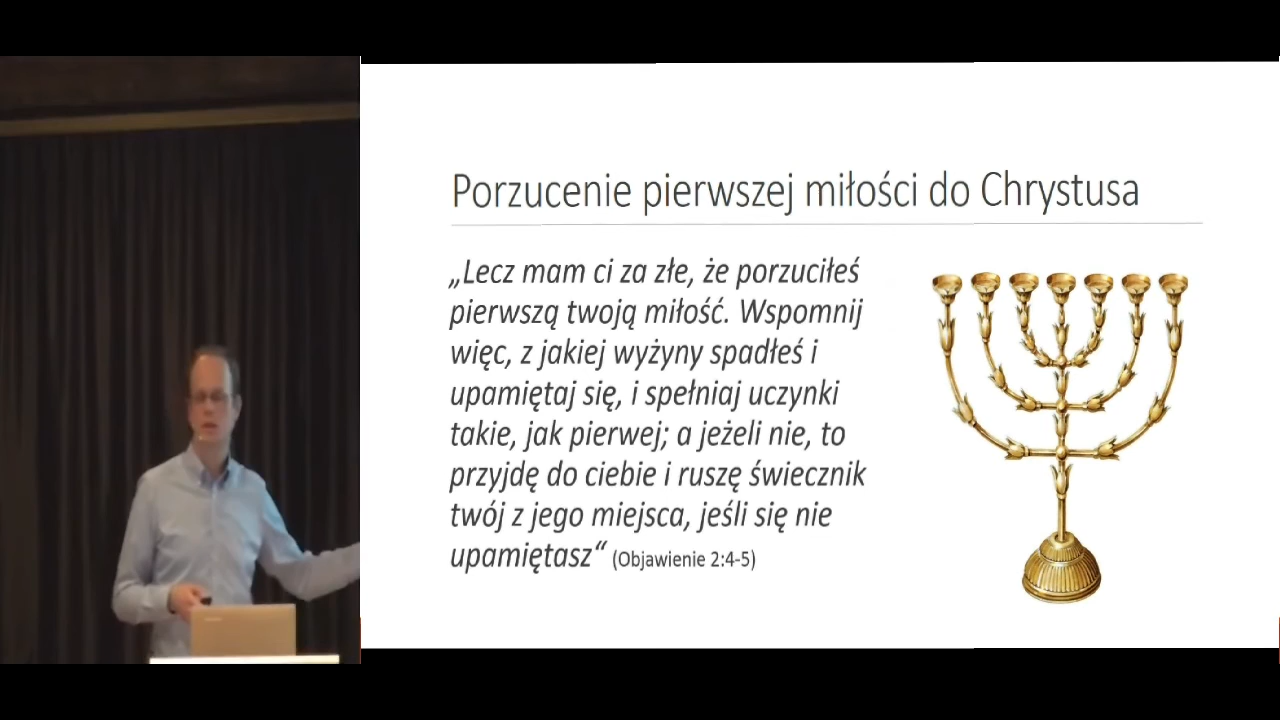 Porzucenie pierwszej miłości do Chrystusa
„Lecz mam ci za złe, że porzuciłeś
pierwszą twoją miłość. Wspomnij
więc, z jakiej wyżyny spadłeś i
upamiętaj się, i spełniaj uczynki
takie, jak pierwej; a jeżeli nie, to
przyjdę do ciebie i ruszę świecznik
twój z jego miejsca, jeśli się nie
upamiętasz“ (Objawienie 2:4-5)